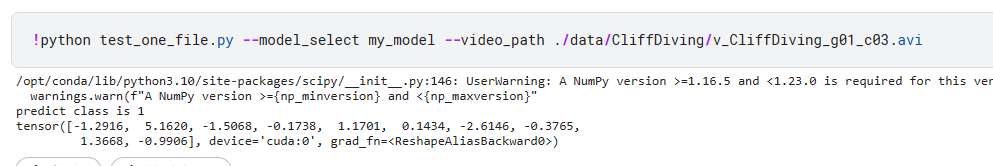 !python test_one_file.py --model_select my_model --video_path ./data/CliffDiving/v_CliffDiving_g01_c03.avi
/opt/conda/lib/python3.10/site-packages/scipy/__init__.py:146: UserWarning: A NumPy version >=1.16.5 and <1.23.0 is required for this ver
warnings.warn(f"A NumPy version >={np_minversion} and <{np_maxversion}"
predict class is 1
tensor([-1.2916,  5.1620, -1.5068, -0.1738,  1.1701,  0.1434, -2.6146, -0.3765,
1.3668, -0.9906], device='cuda:0', grad_fn=<ReshapeAliasBackward0>)